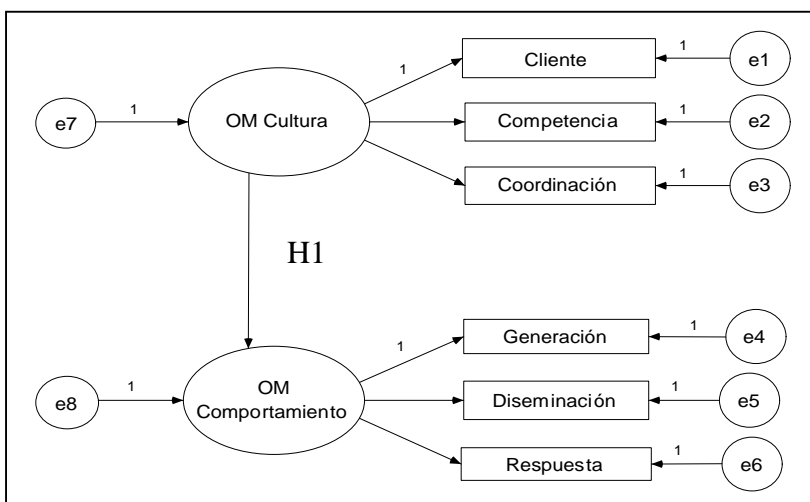 1
Cliente
1
e1
e7
1
OM Cultura
Competencia
1
e2
Coordinación
1
e3
H1
1
Generación
1
e4
e8
1
OM
Comportamiento
Diseminación
1
e5
Respuesta
1
e6